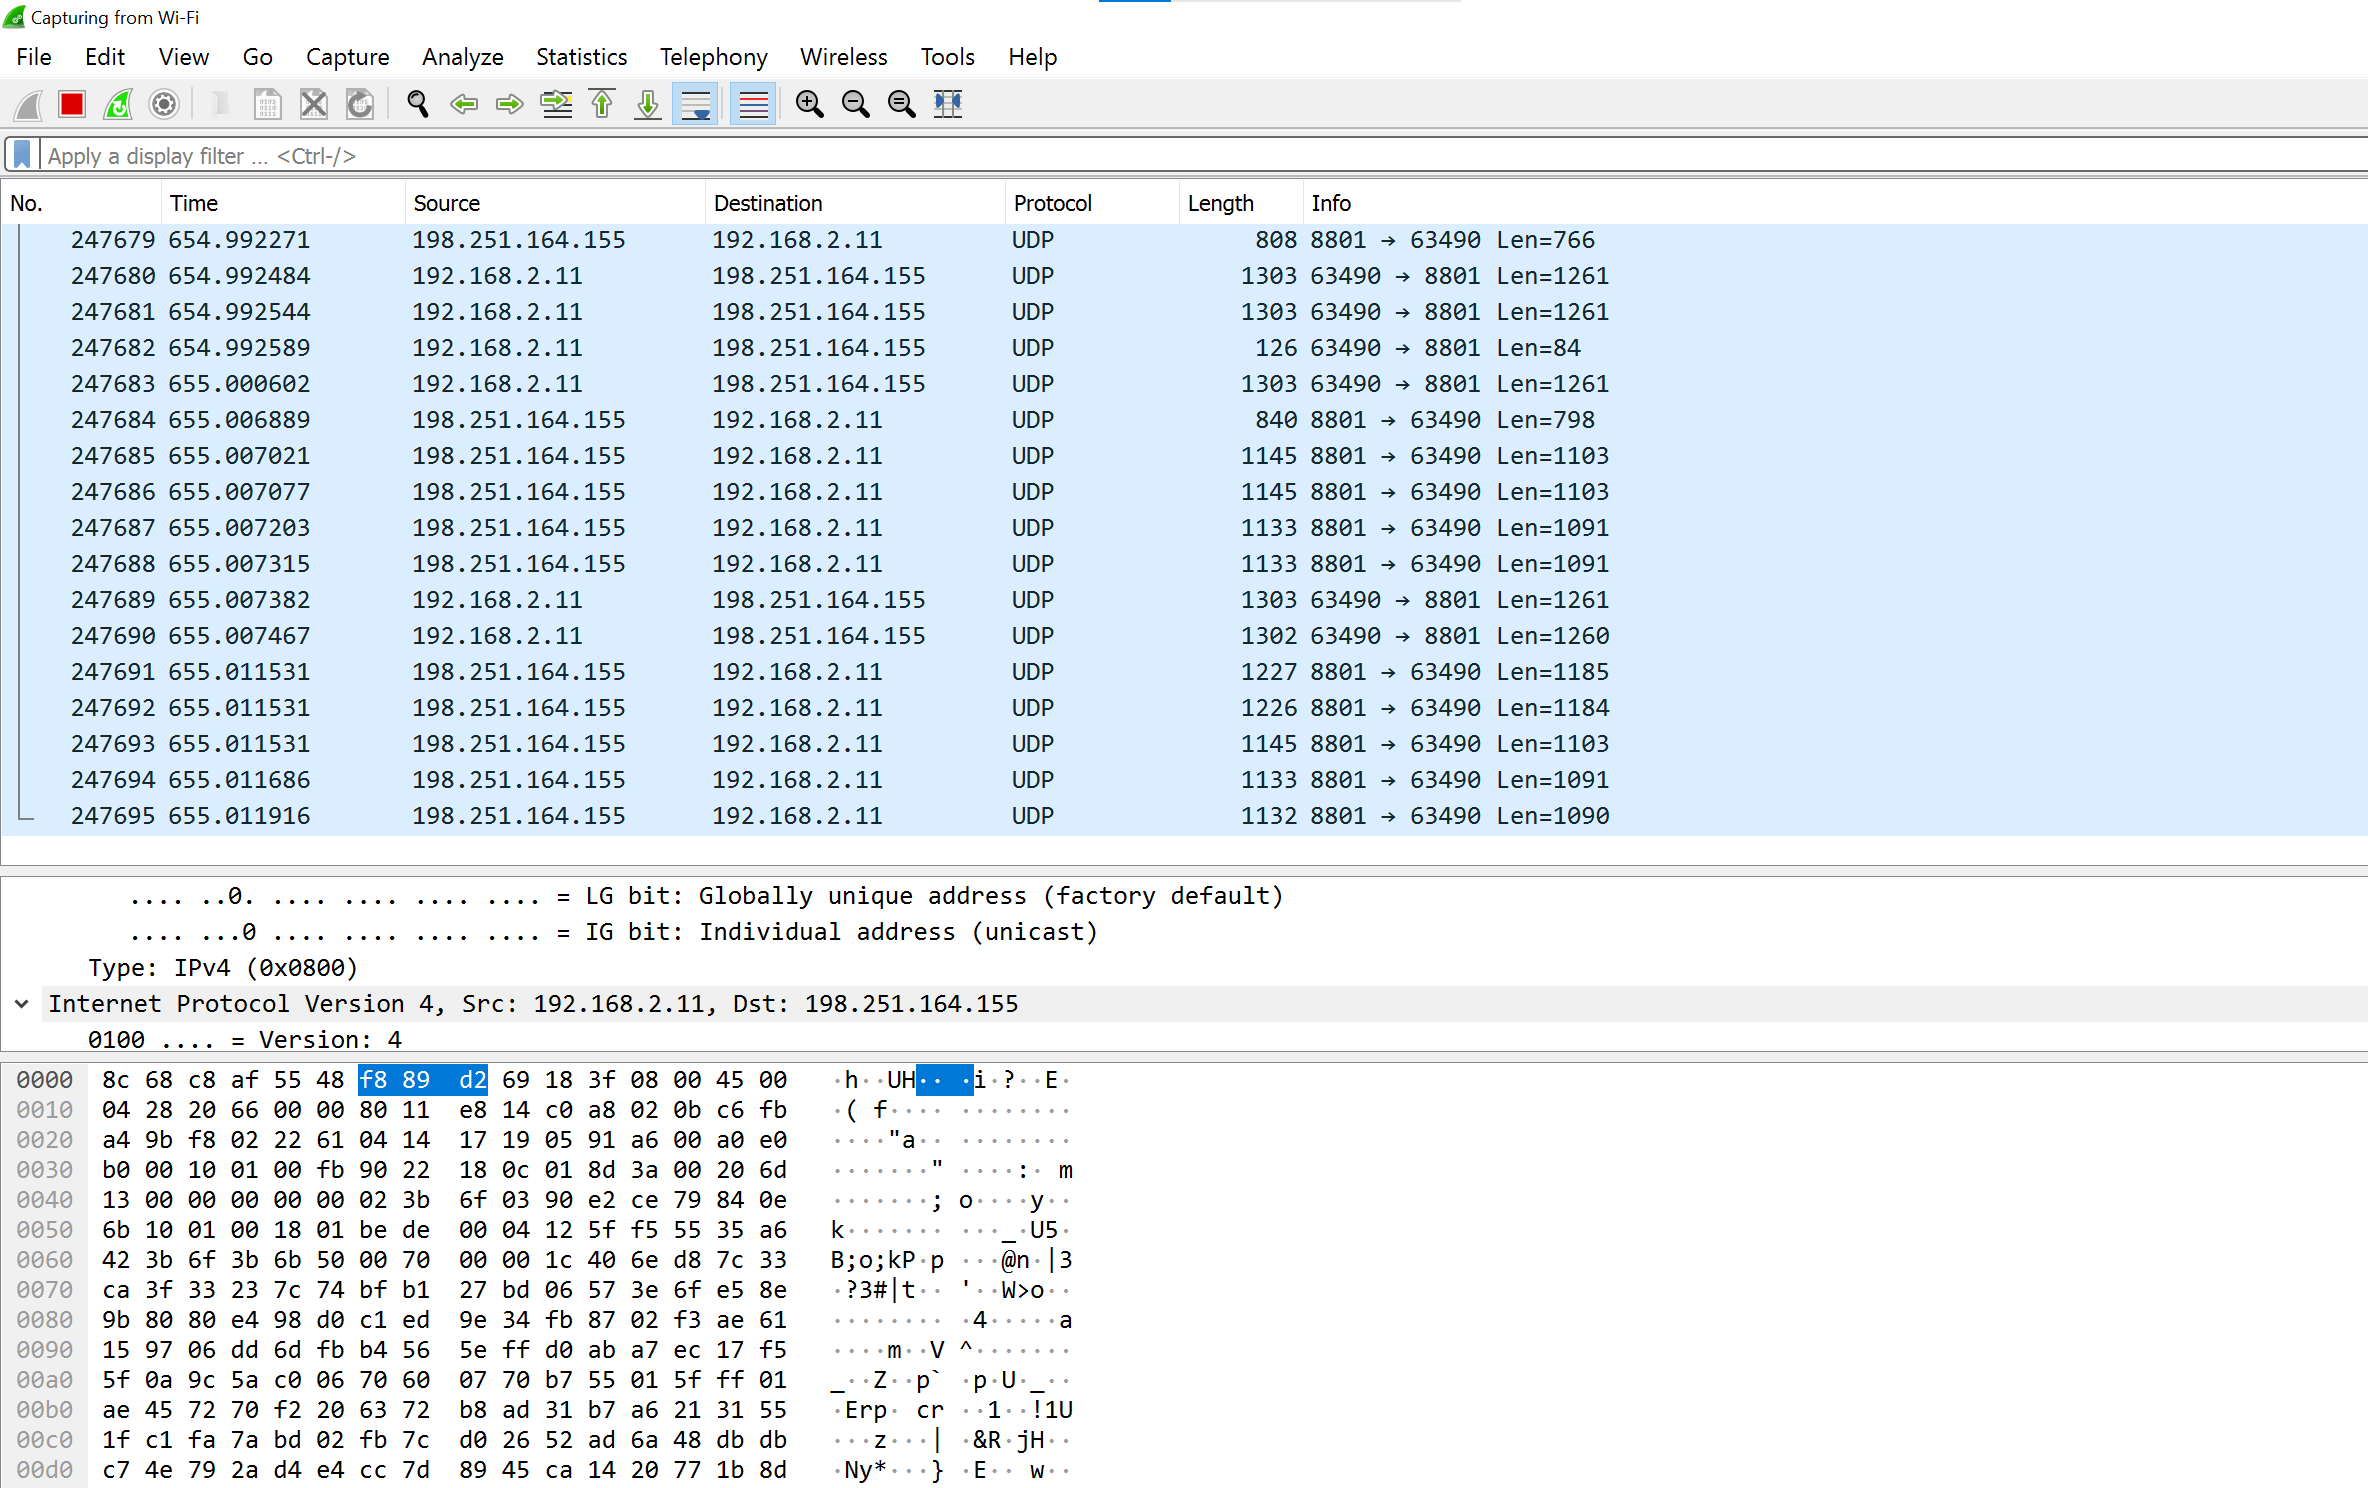 Capturing from Wi-Fi
File Edit View Go Capture Analyze Statistics Telephony Wireless Tools Help
Apply a display filter ... <Ctrl-/>
No. Time Source Destination Protocol Length Info
247679 654.992271 198.251.164.155 192.168.2.11 UDP 808 8801 → 63490 Len=766
247680 654.992484 192.168.2.11 198.251.164.155 UDP 1303 63490 → 8801 Len=1261
247681 654.992544 192.168.2.11 198.251.164.155 UDP 1303 63490 → 8801 Len=1261
247682 654.992589 192.168.2.11 198.251.164.155 UDP 126 63490 → 8801 Len=84
247683 655.000602 192.168.2.11 198.251.164.155 UDP 1303 63490 → 8801 Len=1261
247684 655.006889 198.251.164.155 192.168.2.11 UDP 840 8801 → 63490 Len=798
247685 655.007021 198.251.164.155 192.168.2.11 UDP 1145 8801 → 63490 Len=1103
247686 655.007077 198.251.164.155 192.168.2.11 UDP 1145 8801 → 63490 Len=1103
247687 655.007203 198.251.164.155 192.168.2.11 UDP 1133 8801 → 63490 Len=1091
247688 655.007315 198.251.164.155 192.168.2.11 UDP 1133 8801 → 63490 Len=1091
247689 655.007382 192.168.2.11 198.251.164.155 UDP 1303 63490 → 8801 Len=1261
247690 655.007467 192.168.2.11 198.251.164.155 UDP 1302 63490 → 8801 Len=1260
247691 655.011531 198.251.164.155 192.168.2.11 UDP 1227 8801 → 63490 Len=1185
247692 655.011531 198.251.164.155 192.168.2.11 UDP 1226 8801 → 63490 Len=1184
247693 655.011531 198.251.164.155 192.168.2.11 UDP 1145 8801 → 63490 Len=1103
247694 655.011686 198.251.164.155 192.168.2.11 UDP 1133 8801 → 63490 Len=1091
247695 655.011916 198.251.164.155 192.168.2.11 UDP 1132 8801 → 63490 Len=1090
.... ..0. .... .... .... .... = LG bit: Globally unique address (factory default)
.... ...0 .... .... .... .... = IG bit: Individual address (unicast)
Type: IPv4 (0x0800)
Internet Protocol Version 4, Src: 192.168.2.11, Dst: 198.251.164.155
0100 .... = Version: 4
0000 8c 68 c8 af 55 48 f8 89 d2 69 18 3f 08 00 45 00 ·h··UH·· ·i·?··E·
0010 04 28 20 66 00 00 80 11 e8 14 c0 a8 02 0b c6 fb ·( f···· ········
0020 a4 9b f8 02 22 61 04 14 17 19 05 91 a6 00 a0 e0 ····"a·· ········
0030 b0 00 10 01 00 fb 90 22 18 0c 01 8d 3a 00 20 6d ·······" ····:· m
0040 13 00 00 00 00 00 02 3b 6f 03 90 e2 ce 79 84 0e ·······; o····y··
0050 6b 10 01 00 18 01 be de 00 04 12 5f f5 55 35 a6 k······· ···_·U5·
0060 42 3b 6f 3b 6b 50 00 70 00 00 1c 40 6e d8 7c 33 B;o;kP·p ···@n·|3
0070 ca 3f 33 23 7c 74 bf b1 27 bd 06 57 3e 6f e5 8e ·?3#|t·· '··W>o··
0080 9b 80 80 e4 98 d0 c1 ed 9e 34 fb 87 02 f3 ae 61 ········ ·4·····a
0090 15 97 06 dd 6d fb b4 56 5e ff d0 ab a7 ec 17 f5 ····m··V ^·······
00a0 5f 0a 9c 5a c0 06 70 60 07 70 b7 55 01 5f ff 01 _··Z··p` ·p·U·_··
00b0 ae 45 72 70 f2 20 63 72 b8 ad 31 b7 a6 21 31 55 ·Erp· cr ··1··!1U
00c0 1f c1 fa 7a bd 02 fb 7c d0 26 52 ad 6a 48 db db ···z···| ·&R·jH··
00d0 c7 4e 79 2a d4 e4 cc 7d 89 45 ca 14 20 77 1b 8d ·Ny*···} ·E·· w··